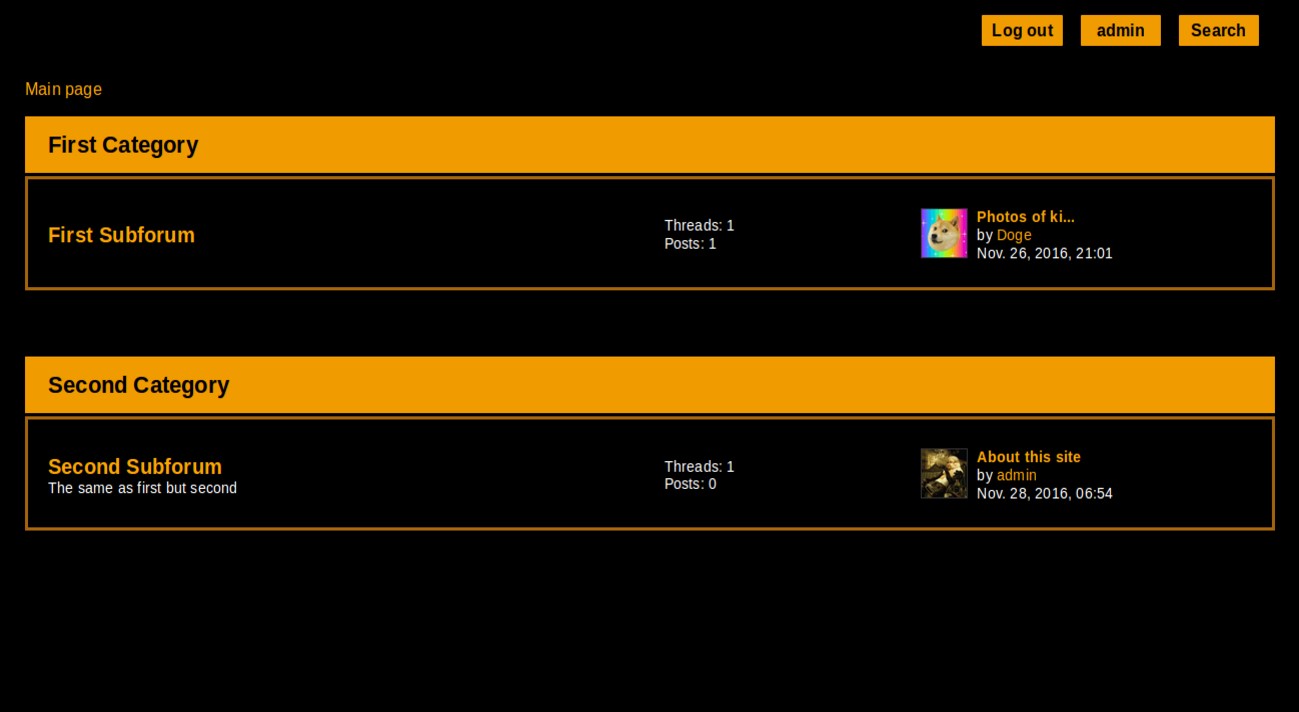 Log out
admin
Search
Main page
First Category
First Subforum
Threads: 1
Posts: 1
Photos of ki...
by Doge
Nov. 26, 2016, 21:01
Second Category
Second Subforum
The same as first but second
Threads: 1
Posts: 0
About this site
by admin
Nov. 28, 2016, 06:54